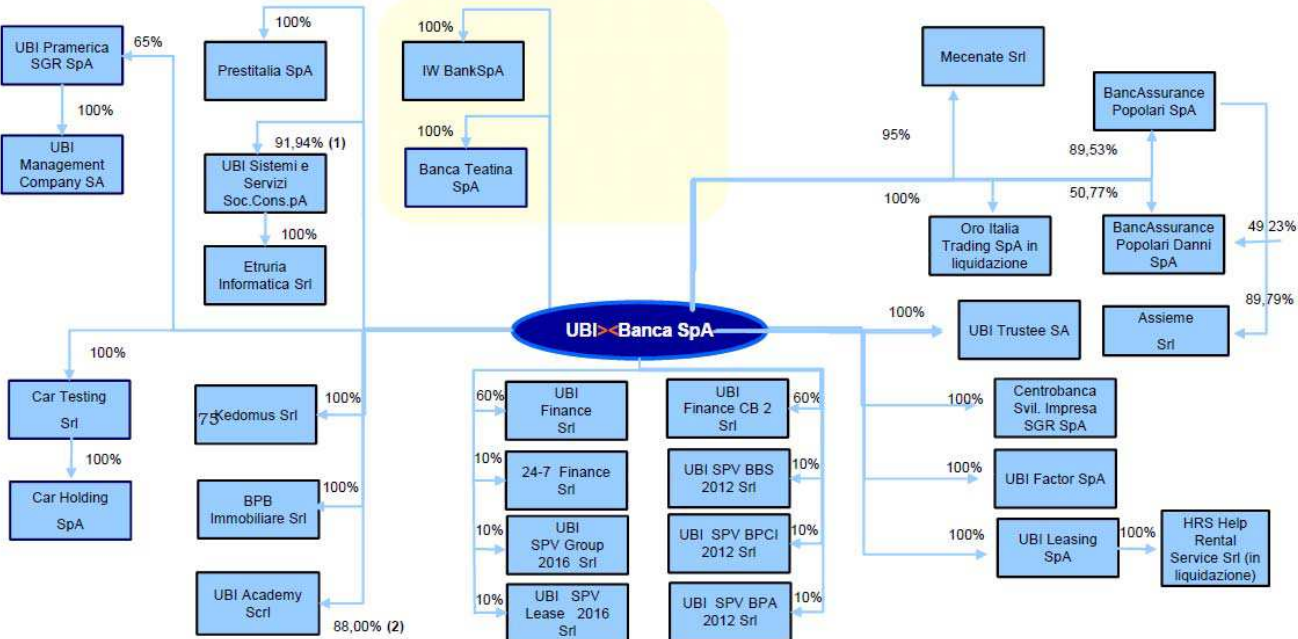 100%
100%
UBI Pramerica
SGR SpA
65%
Prestitalia SpA
IW BankSpA
Mecenate Srl
BancAssurance
Popolari SpA
100%
91,94% (1)
100%
95%
89,53%
UBI
Management
Company SA
UBI Sistemi e
Servizi
Soc.Cons.pA
Banca Teatina
SpA
100%
50,77%
100%
Oro Italia
Trading SpA in
liquidazione
BancAssurance
Popolari Danni
SpA
49,23%
Etruria
Informatica Srl
UBI><Banca SpA
100%
UBI Trustee SA
Assieme
Srl
89,79%
100%
Car Testing
Srl
75
Kedomus Srl
100%
60%
UBI
Finance
Srl
UBI
Finance CB 2
Srl
60%
100%
Centrobanca
Svil. Impresa
SGR SpA
100%
Car Holding
SpA
BPB
Immobiliare Srl
100%
10%
24-7 Finance
Srl
UBI SPV BBS
2012 Srl
10%
100%
UBI Factor SpA
10%
UBI
SPV Group
2016 Srl
UBI SPV BPCI
2012 Srl
10%
100%
UBI Leasing
SpA
100%
HRS Help
Rental
Service Srl (in
liquidazione)
UBI Academy
Scrl
88,00% (2)
10%
UBI SPV
Lease 2016
Srl
UBI SPV BPA
2012 Srl
10%